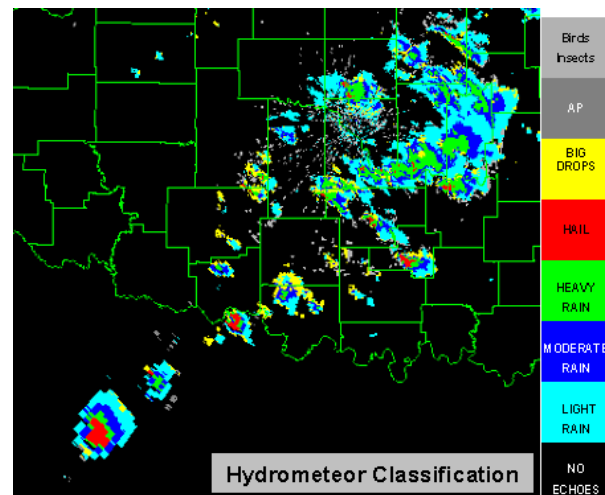 Birds
Insects
AP
BIG
DROPS
HAIL
HEAVY
RAIN
MODERATE
RAIN
LIGHT
RAIN
NO
ECHOES
Hydrometeor Classification